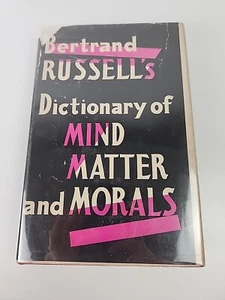 Bertrand
RUSSELL's
Dictionary of
MIND
MATTER
and MORALS